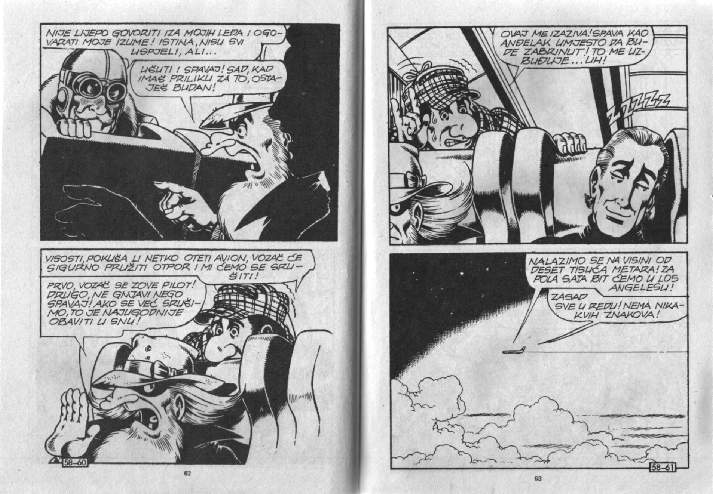 NIJE LIJEPO GOVORITI IZA MOJIH LEĐA I OGO-
VARATI MOJE IZUME! ISTINA, NISU SVI
USPJELI, ALI...
UŠUTI I SPAVAJ! SAD, KAD
IMAŠ PRILIKU ZA TO, OSTA-
JEŠ BUDAN!
VISOSTI, POKUŠA LI NETKO OTETI AVION, VOZAČ ĆE
SIGURNO PRUŽITI OTPOR I MI ĆEMO SE SRU-
ŠITI!
PRVO, VOZAČ SE ZOVE PILOT!
DRUGO, NE GNJAVI NEGO
SPAVAJ! AKO SE VEĆ SRUŠI-
MO, TO JE NAJUGODNIJE
OBAVITI U SNU!
58-60
62
OVAJ ME IZAZIVA! SPAVA KAO
ANĐELAK UMJESTO DA BU-
DE ZABRINUT! TO ME UZ-
BUĐUJE...UH!
ZZZZZ
NALAZIMO SE NA VISINI OD
DESET TISUĆA METARA! ZA
POLA SATA BIT ĆEMO U LOS
ANGELESU!
ZASAD
SVE U REDU! NEMA NIKA-
KVIH ZNAKOVA!
58-61
63